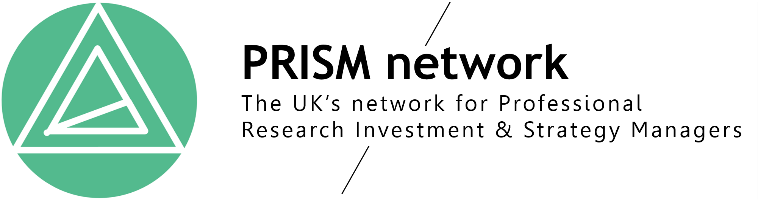 PRISM network
The UK's network for Professional
Research Investment & Strategy Managers